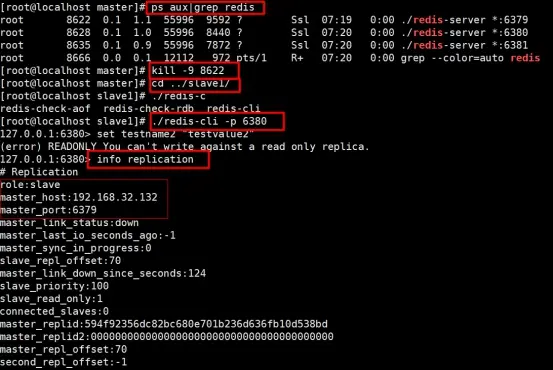 [root@localhost master]# ps aux|grep redis
root 8622 0.1 1.1 55996 9592 ? Ssl 07:19 0:00 ./redis-server *:6379
root 8628 0.1 1.0 55996 8440 ? Ssl 07:20 0:00 ./redis-server *:6380
root 8635 0.1 0.9 55996 7872 ? Ssl 07:20 0:00 ./redis-server *:6381
root 8666 0.0 0.1 12112 972 pts/1 R+ 07:20 0:00 grep --color=auto redis
[root@localhost master]# kill -9 8622
[root@localhost master]# cd ../slave1/
[root@localhost slave1]# ./redis-c
redis-check-aof redis-check-rdb redis-cli
[root@localhost slave1]# ./redis-cli -p 6380
127.0.0.1:6380> set testname2 "testvalue2"
(error) READONLY You can't write against a read only replica.
127.0.0.1:6380> info replication
# Replication
role:slave
master_host:192.168.32.132
master_port:6379
master_link_status:down
master_last_io_seconds_ago:-1
master_sync_in_progress:0
slave_repl_offset:70
master_link_down_since_seconds:124
slave_priority:100
slave_read_only:1
connected_slaves:0
master_replid:594f92356dc82bc680e701b236d636fb10d538bd
master_replid2:0000000000000000000000000000000000000000
master_repl_offset:70
second_repl_offset:-1